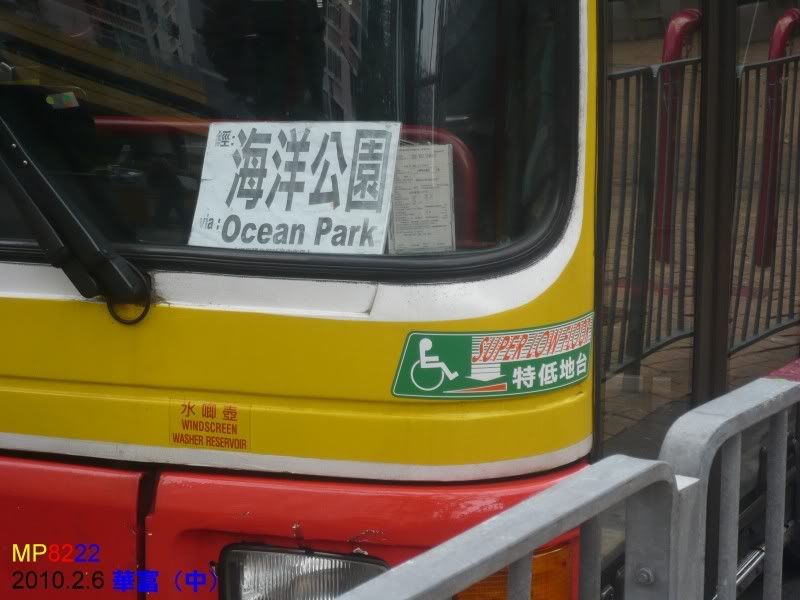 經:海洋公園
via:Ocean Park
SUPER LOW FLOOR
特低地台
水唧壺
WINDSCREEN
WASHER RESERVOIR
MP8222
2010.2.6 華富（中）